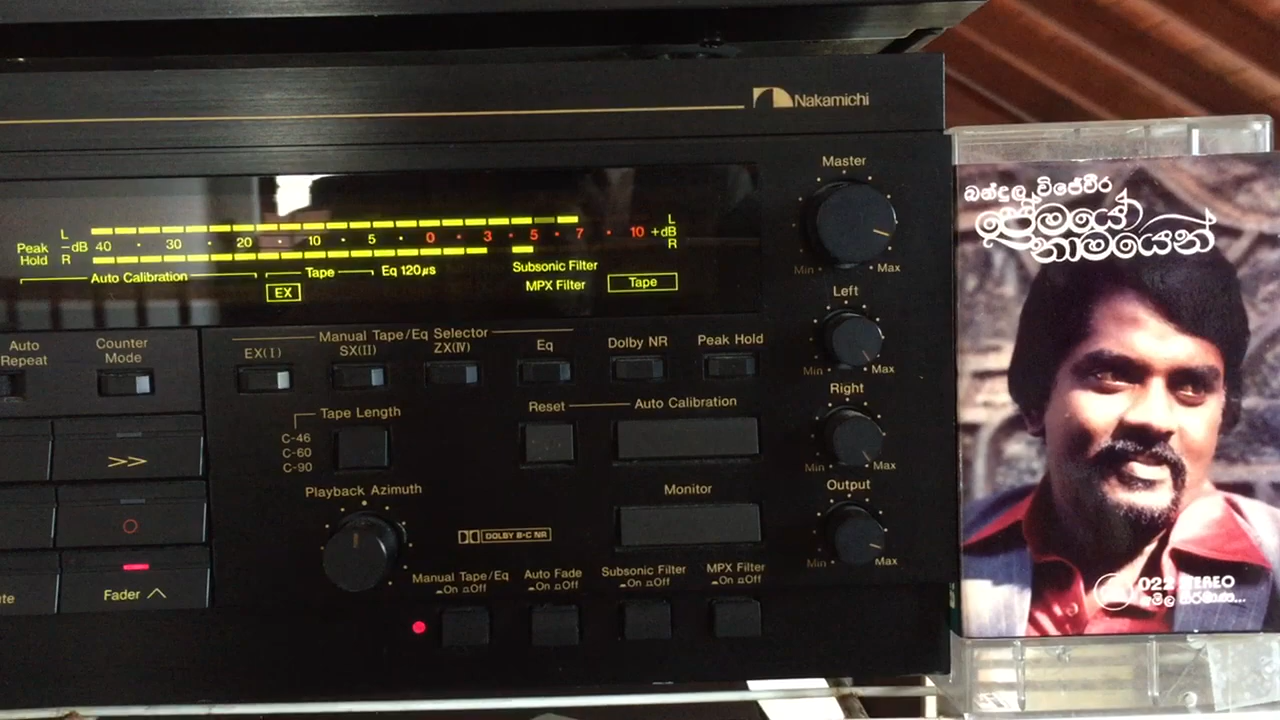 Nakamichi
Master
Min Max
L
Peak – dB 40 · 30 · 20 · 10 · 5 · 0 · 3 · 5 · 7 · 10 +dB
Hold R
L
R
Auto Calibration Tape Eq 120μs Subsonic Filter
EX MPX Filter Tape
Left
Min Max
Auto Repeat
Counter Mode
Manual Tape/Eq Selector
EX(I) SX(II) ZX(IV) Eq Dolby NR Peak Hold
Right
Min Max
Tape Length
C-46
C-60
C-90
Reset Auto Calibration
Output
Min Max
Playback Azimuth
Monitor
DOLBY B-C NR
Manual Tape/Eq
On Off
Auto Fade
On Off
Subsonic Filter
On Off
MPX Filter
On Off
Fader
බන්දුල විජේවීර
ප්‍රේමයේ
නාමයෙන්
022 STEREO